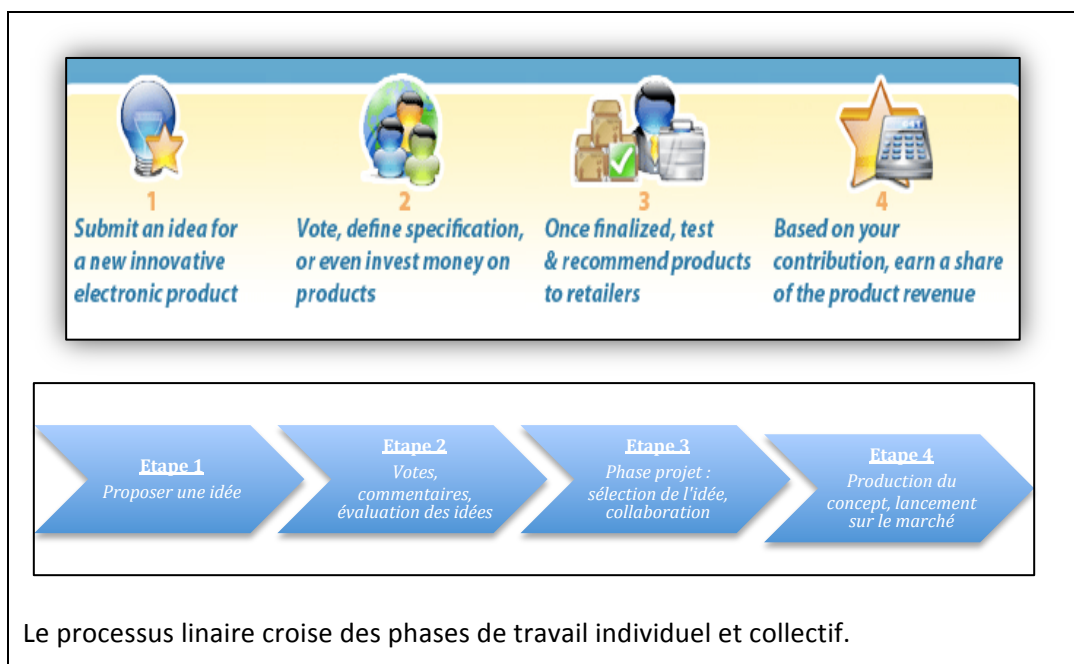 1
Submit an idea for
a new innovative
electronic product
2
Vote, define specification,
or even invest money on
products
3
Once finalized, test
& recommend products
to retailers
4
Based on your
contribution, earn a share
of the product revenue
Etape 1
Proposer une idée
Etape 2
Votes,
commentaires,
évaluation des idées
Etape 3
Phase projet :
sélection de l'idée,
collaboration
Etape 4
Production du
concept, lancement
sur le marché
Le processus linaire croise des phases de travail individuel et collectif.